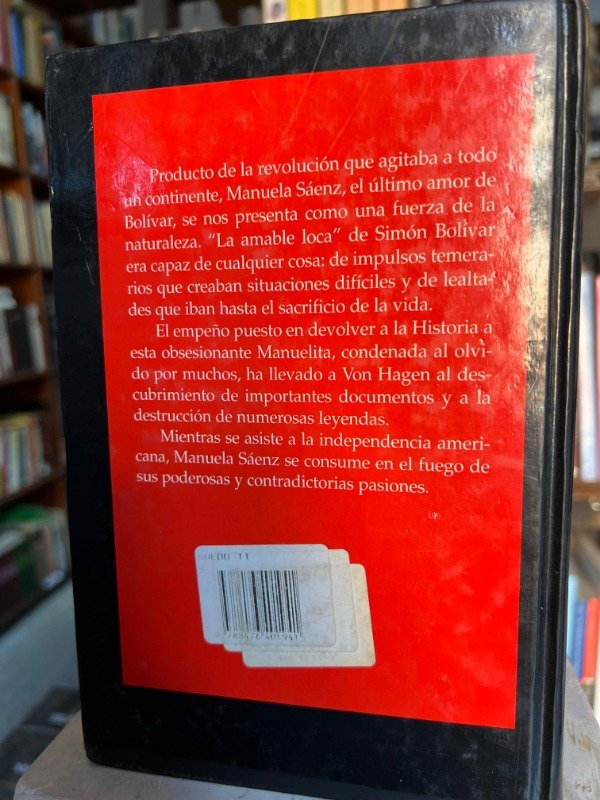 Producto de la revolución que agitaba a todo
un continente, Manuela Sáenz, el último amor de
Bolívar, se nos presenta como una fuerza de la
naturaleza. “La amable loca” de Simón Bolívar
era capaz de cualquier cosa: de impulsos temera-
rios que creaban situaciones difíciles y de lealta-
des que iban hasta el sacrificio de la vida.
El empeño puesto en devolver a la Historia a
esta obsesionante Manuelita, condenada al olvi-
do por muchos, ha llevado a Von Hagen al des-
cubrimiento de importantes documentos y a la
destrucción de numerosas leyendas.
Mientras se asiste a la independencia ameri-
cana, Manuela Sáenz se consume en el fuego de
sus poderosas y contradictorias pasiones.
9 788476 401941